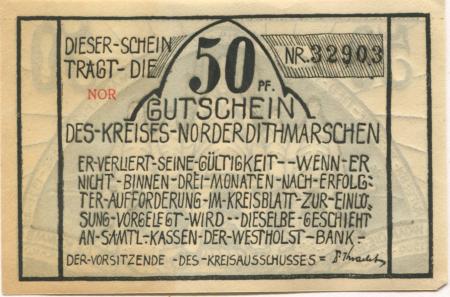 DIESER-SCHEIN
TRÄGT-DIE
50 PF.
NR. 32903
NOR
GUTSCHEIN
DES-KREISES-NORDERDITHMARSCHEN
ER-VERLIERT-SEINE-GÜLTIGKEIT--WENN-ER
NICHT-BINNEN-DREI-MONATEN-NACH-ERFOLG-
TER-AUFFORDERUNG-IM-KREISBLATT-ZUR-EINLÖ-
SUNG-VORGELEGT-WIRD--DIESELBE-GESCHIEHT
AN-SÄMTL-KASSEN-DER-WESTHOLST-BANK-
DER-VORSITZENDE-DES-KREISAUSSCHUSSES=